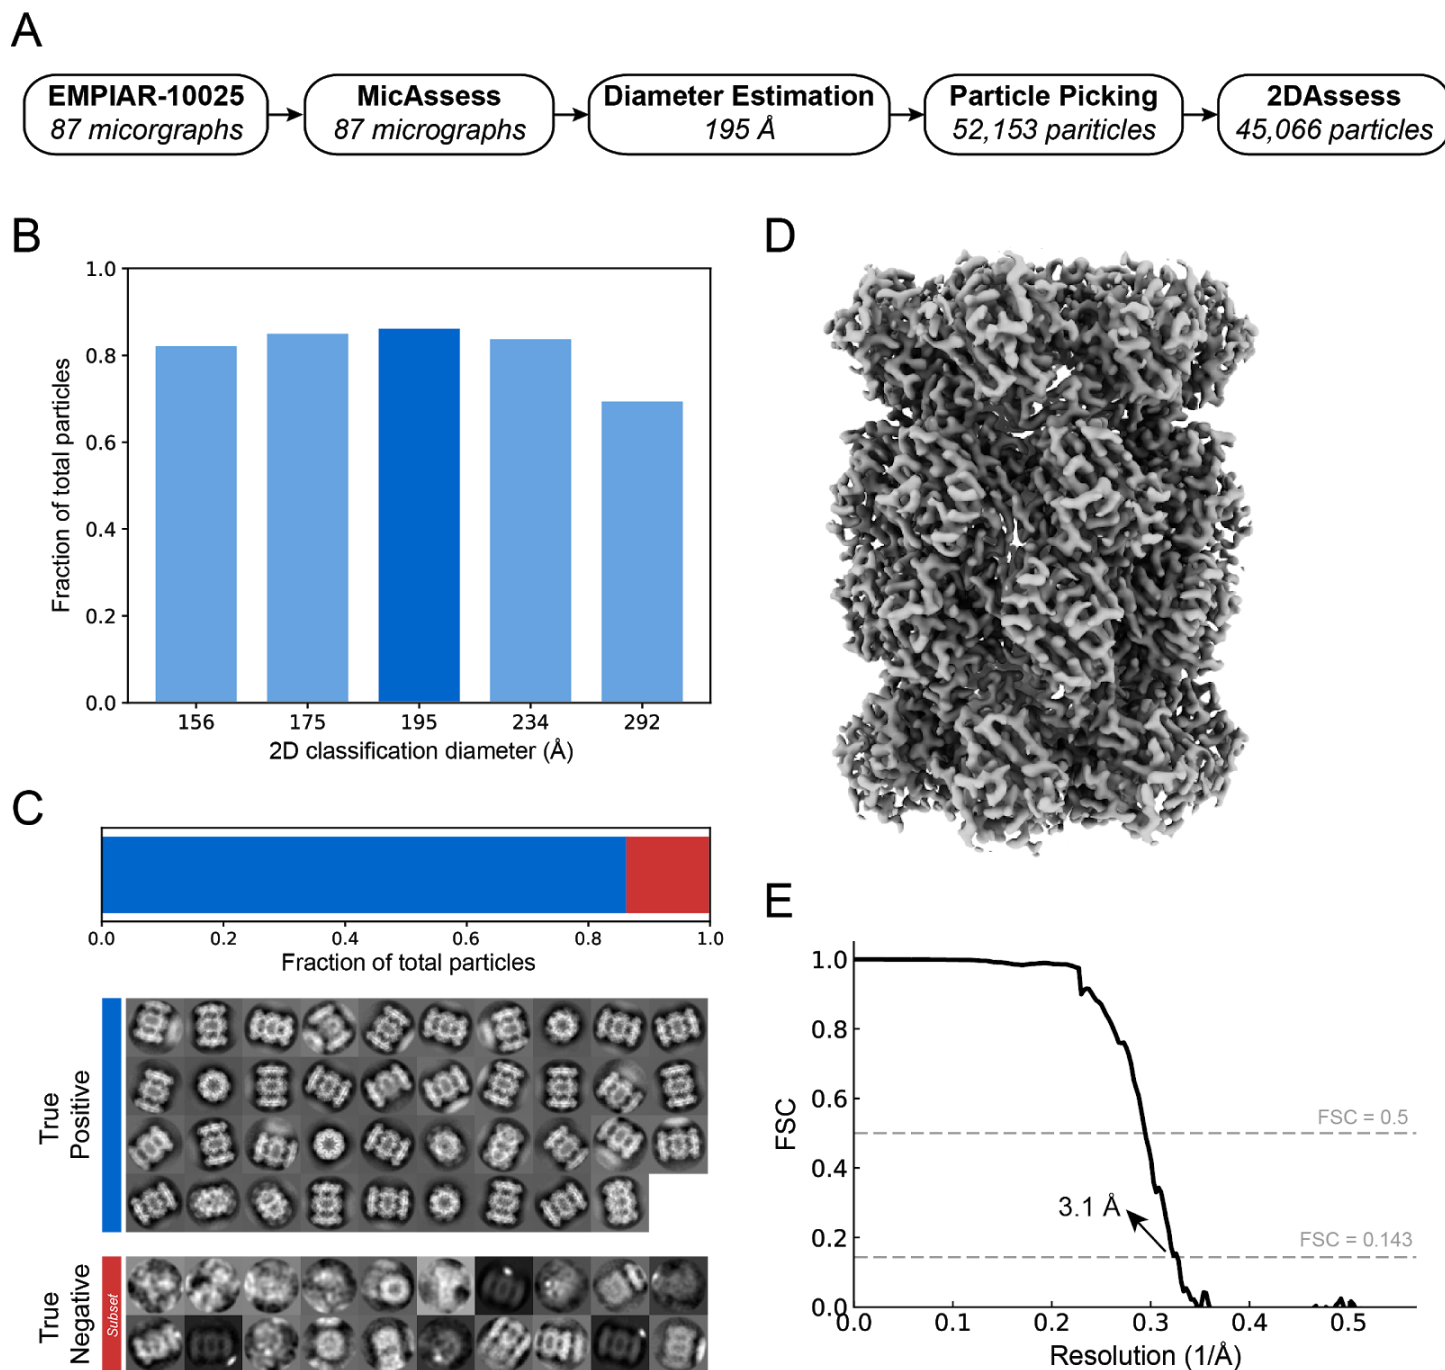 A
EMPIAR-10025
87 micorgraphs
MicAssess
87 micrographs
Diameter Estimation
195 Å
Particle Picking
52,153 pariticles
2DAssess
45,066 particles
B
1.0
0.8
0.6
0.4
0.2
0.0
Fraction of total particles
156 175 195 234 292
2D classification diameter (Å)
C
0.0 0.2 0.4 0.6 0.8 1.0
Fraction of total particles
True
Positive
True
Negative
Subset
D
E
1.0
0.8
0.6
0.4
0.2
0.0
FSC
FSC = 0.5
3.1 Å
FSC = 0.143
0.0 0.1 0.2 0.3 0.4 0.5
Resolution (1/Å)